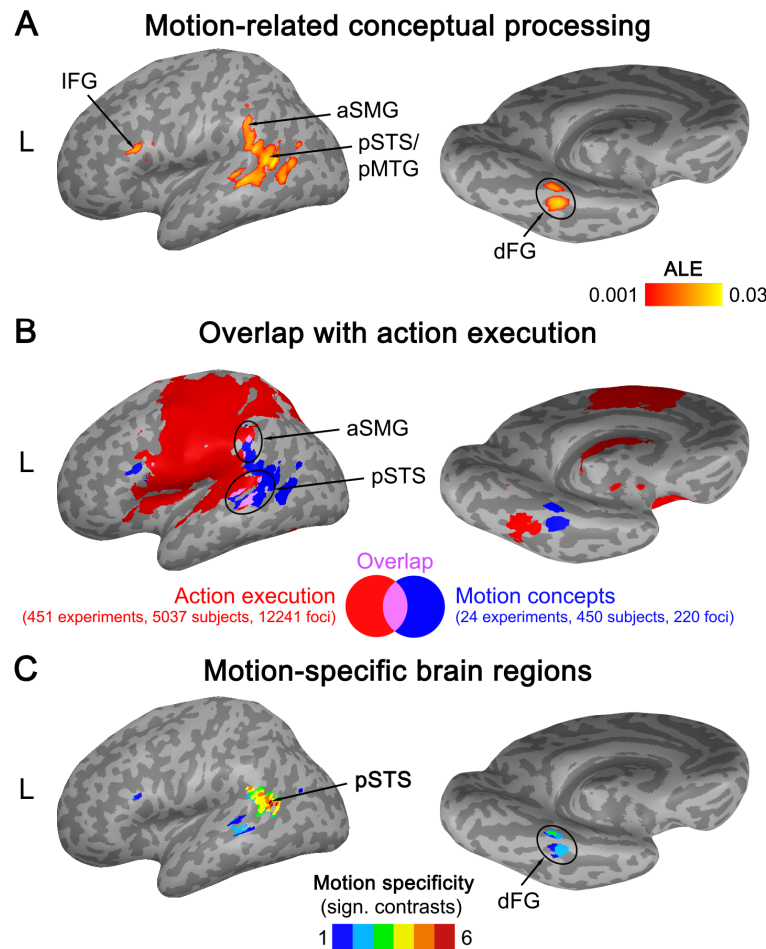 A Motion-related conceptual processing
IFG
aSMG
L
pSTS/
pMTG
dFG
ALE
0.001 0.03
B Overlap with action execution
aSMG
L
pSTS
Overlap
Action execution Motion concepts
(451 experiments, 5037 subjects, 12241 foci) (24 experiments, 450 subjects, 220 foci)
C Motion-specific brain regions
L
pSTS
dFG
Motion specificity
(sign. contrasts)
1 6